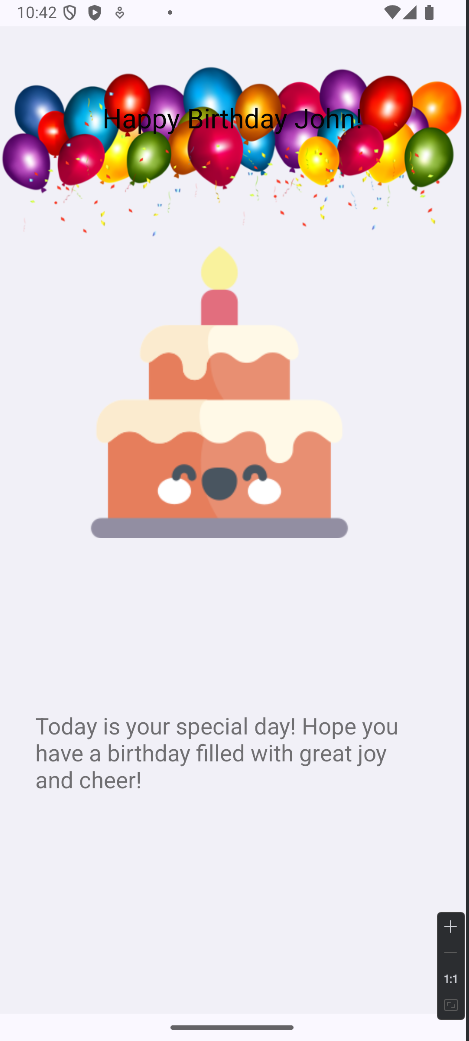 10:42
Happy Birthday John!
Today is your special day! Hope you
have a birthday filled with great joy
and cheer!
1:1